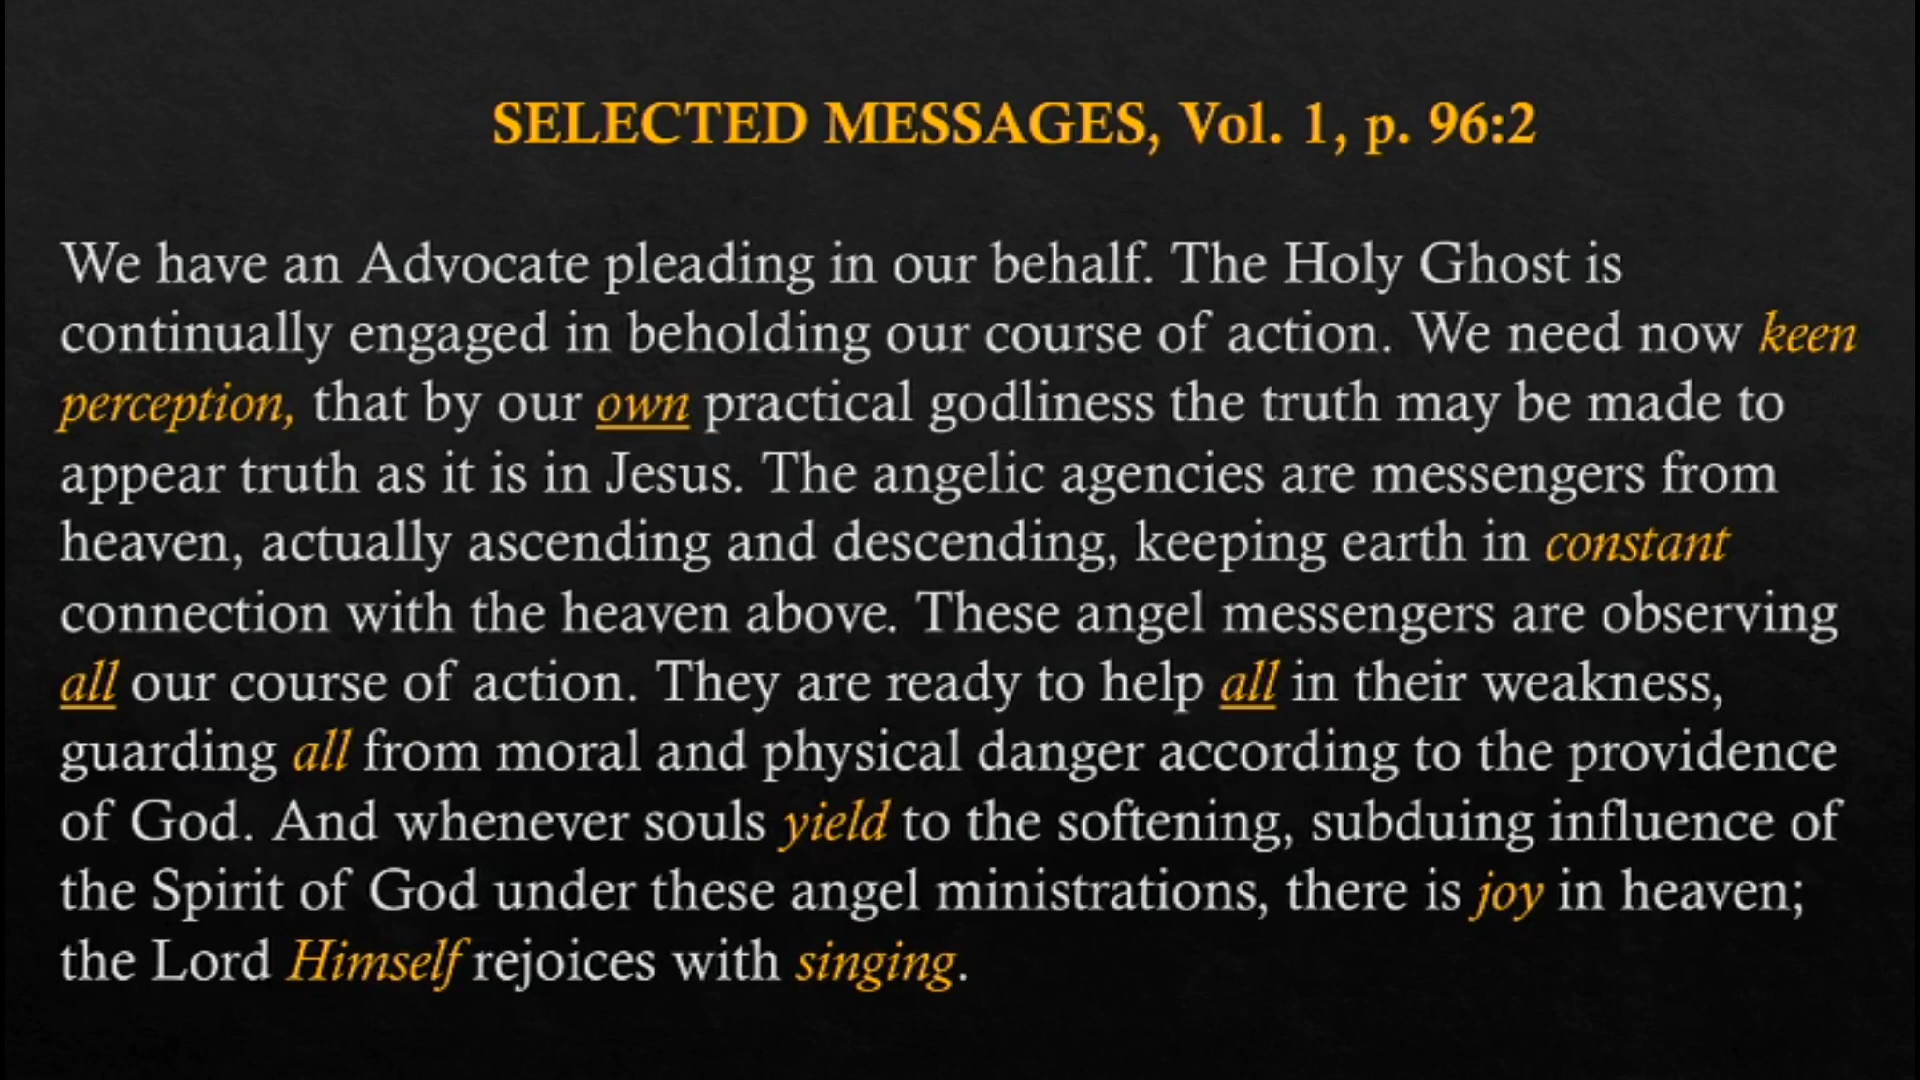 SELECTED MESSAGES, Vol. 1, p. 96:2
We have an Advocate pleading in our behalf. The Holy Ghost is
continually engaged in beholding our course of action. We need now keen
perception, that by our own practical godliness the truth may be made to
appear truth as it is in Jesus. The angelic agencies are messengers from
heaven, actually ascending and descending, keeping earth in constant
connection with the heaven above. These angel messengers are observing
all our course of action. They are ready to help all in their weakness,
guarding all from moral and physical danger according to the providence
of God. And whenever souls yield to the softening, subduing influence of
the Spirit of God under these angel ministrations, there is joy in heaven;
the Lord Himself rejoices with singing.